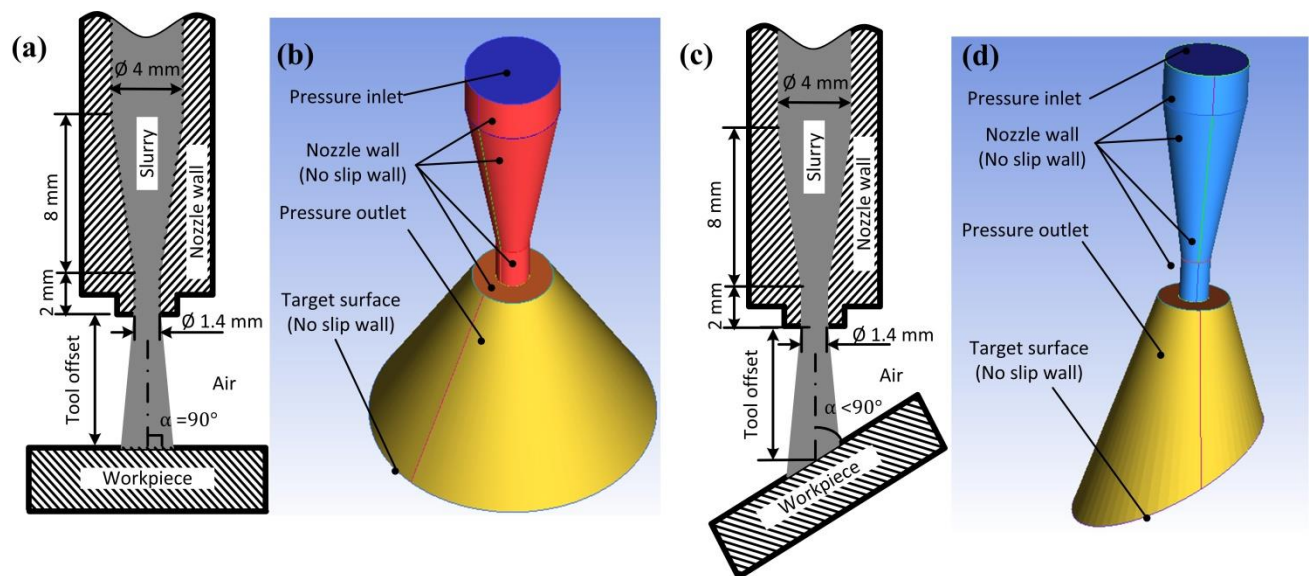 (a)
Ø 4 mm
Slurry
Nozzle wall
8 mm
2 mm
Ø 1.4 mm
Tool offset
Air
α =90°
Workpiece
(b)
Pressure inlet
Nozzle wall
(No slip wall)
Pressure outlet
Target surface
(No slip wall)
(c)
Ø 4 mm
Slurry
Nozzle wall
8 mm
2 mm
Ø 1.4 mm
Tool offset
Air
α <90°
Workpiece
(d)
Pressure inlet
Nozzle wall
(No slip wall)
Pressure outlet
Target surface
(No slip wall)